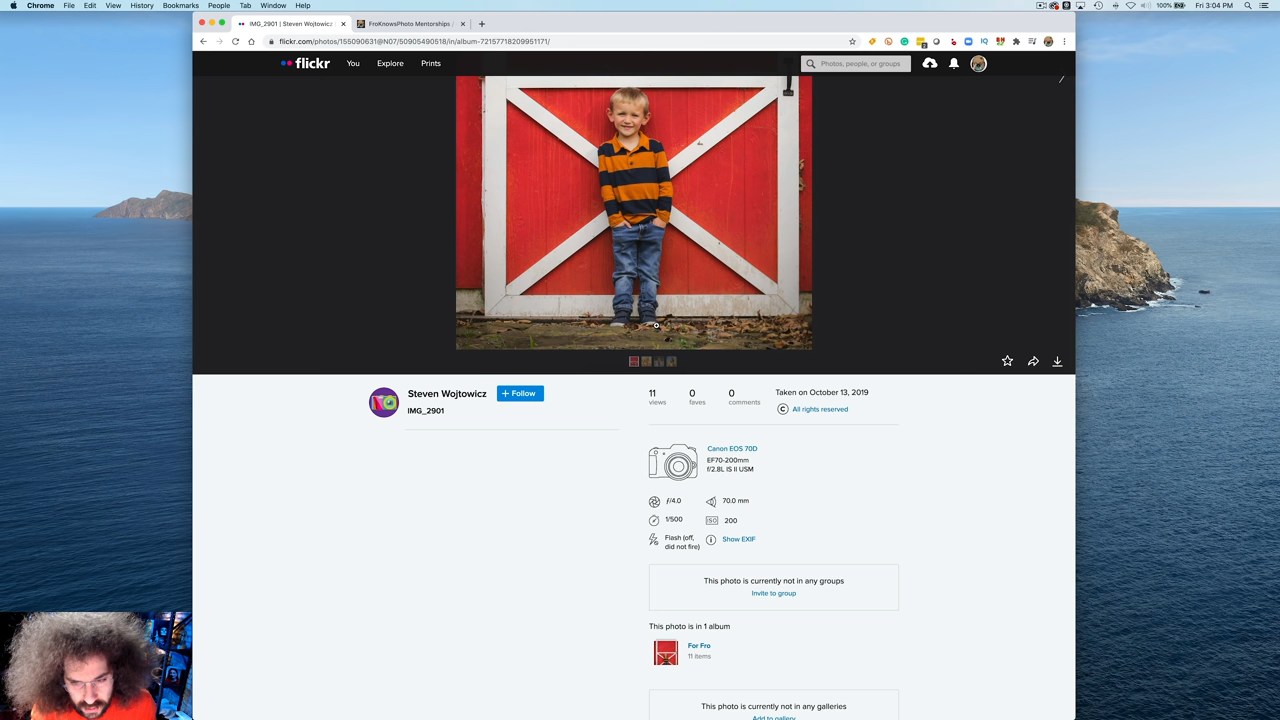 Chrome File Edit View History Bookmarks People Tab Window Help 100% Fri 3:04 PM
IMG_2901 | Steven Wojtowicz FroKnowsPhoto Mentorships /
flickr.com/photos/155090631@N07/50905490518/in/album-72157718209951171/
flickr You Explore Prints Photos, people, or groups
Steven Wojtowicz + Follow
IMG_2901
11 0 0 Taken on October 13, 2019
views faves comments All rights reserved
Canon EOS 70D
EF70-200mm
f/2.8L IS II USM
ƒ/4.0 70.0 mm
1/500 ISO 200
Flash (off, Show EXIF
did not fire)
This photo is currently not in any groups
Invite to group
This photo is in 1 album
For Fro
11 items
This photo is currently not in any galleries
Add to gallery